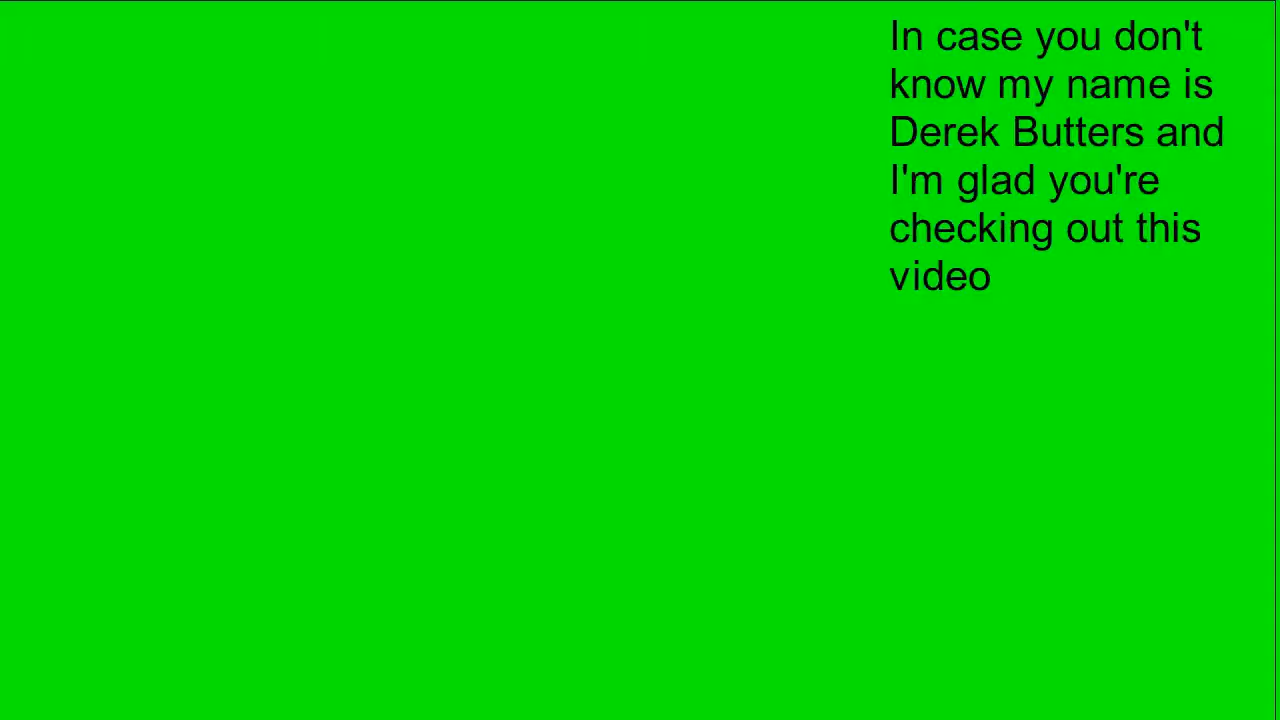 In case you don't
know my name is
Derek Butters and
I'm glad you're
checking out this
video